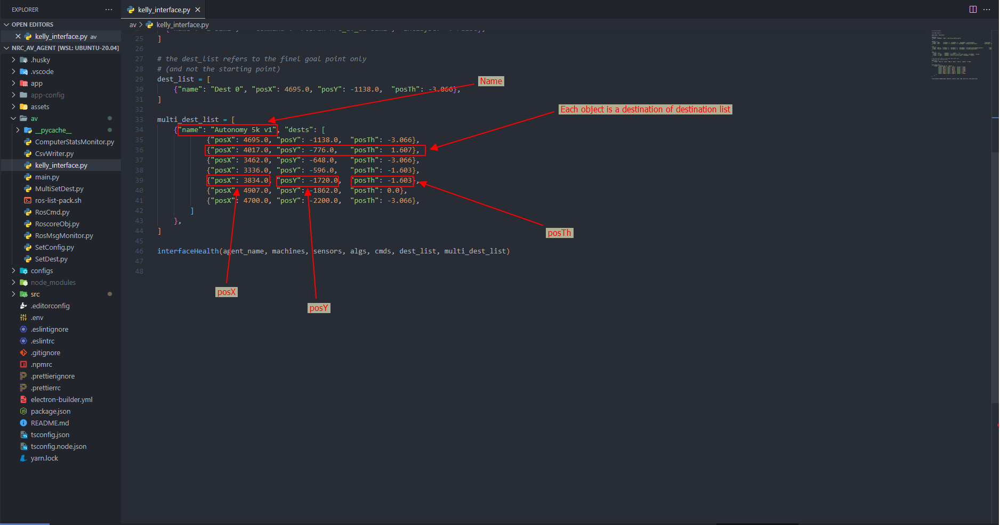 EXPLORER
OPEN EDITORS
kelly_interface.py av
NRC_AV_AGENT [WSL: UBUNTU-20.04]
.husky
.vscode
app
app-config
assets
av
__pycache__
ComputerStatsMonitor.py
CsvWriter.py
kelly_interface.py
main.py
MultiSetDest.py
ros-list-pack.sh
RosCmd.py
RoscoreObj.py
RosMsgMonitor.py
SetConfig.py
SetDest.py
configs
node_modules
src
.editorconfig
.env
.eslintignore
.eslintrc
.gitignore
.npmrc
.prettierignore
.prettierrc
electron-builder.yml
package.json
README.md
tsconfig.json
tsconfig.node.json
yarn.lock
kelly_interface.py
av > kelly_interface.py
25 ]
26
27 # the dest_list refers to the finel goal point only
28 # (and not the starting point)
29 dest_list = [
30 {"name": "Dest 0", "posX": 4695.0, "posY": -1138.0, "posTh": -3.066},
31 ]
32
33 multi_dest_list = [
34 {"name": "Autonomy 5k v1", "dests": [
35 {"posX": 4695.0, "posY": -1138.0, "posTh": -3.066},
36 {"posX": 4017.0, "posY": -776.0, "posTh": 1.607},
37 {"posX": 3462.0, "posY": -648.0, "posTh": -3.066},
38 {"posX": 3336.0, "posY": -596.0, "posTh": -1.603},
39 {"posX": 3834.0, "posY": -1720.0, "posTh": -1.603},
40 {"posX": 4907.0, "posY": -1862.0, "posTh": 0.0},
41 {"posX": 4700.0, "posY": -2200.0, "posTh": -3.066},
42 ]
43 },
44 ]
45
46 interfaceHealth(agent_name, machines, sensors, algs, cmds, dest_list, multi_dest_list)
47
48
Name
Each object is a destination of destination list
posTh
posX
posY